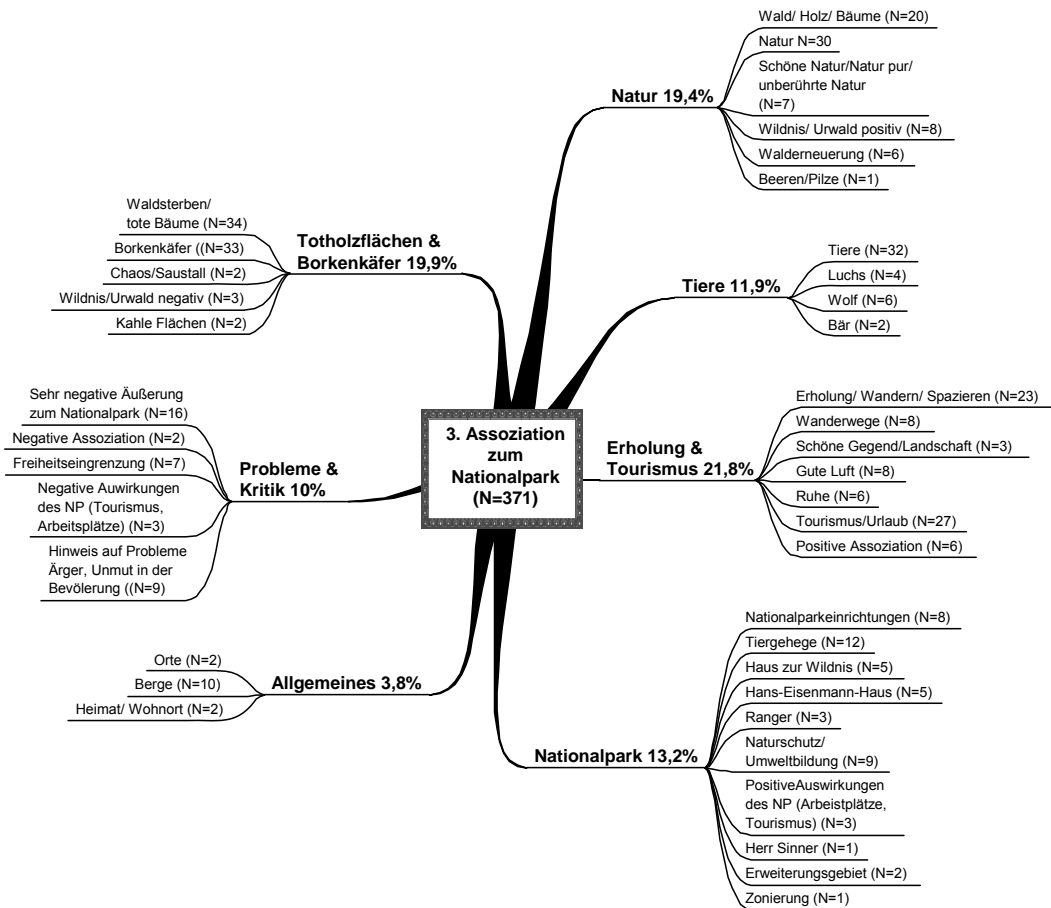 Wald/ Holz/ Bäume (N=20)
Natur N=30
Schöne Natur/Natur pur/
unberührte Natur
(N=7)
Wildnis/ Urwald positiv (N=8)
Walderneuerung (N=6)
Beeren/Pilze (N=1)
Natur 19,4%
Waldsterben/
tote Bäume (N=34)
Borkenkäfer ((N=33)
Chaos/Saustall (N=2)
Wildnis/Urwald negativ (N=3)
Kahle Flächen (N=2)
Totholzflächen &
Borkenkäfer 19,9%
Tiere 11,9%
Tiere (N=32)
Luchs (N=4)
Wolf (N=6)
Bär (N=2)
Sehr negative Äußerung
zum Nationalpark (N=16)
Negative Assoziation (N=2)
Freiheitseingrenzung (N=7)
Negative Auwirkungen
des NP (Tourismus,
Arbeitsplätze) (N=3)
Hinweis auf Probleme
Ärger, Unmut in der
Bevölerung ((N=9)
Probleme &
Kritik 10%
3. Assoziation
zum
Nationalpark
(N=371)
Erholung &
Tourismus 21,8%
Erholung/ Wandern/ Spazieren (N=23)
Wanderwege (N=8)
Schöne Gegend/Landschaft (N=3)
Gute Luft (N=8)
Ruhe (N=6)
Tourismus/Urlaub (N=27)
Positive Assoziation (N=6)
Orte (N=2)
Berge (N=10)
Heimat/ Wohnort (N=2)
Allgemeines 3,8%
Nationalpark 13,2%
Nationalparkeinrichtungen (N=8)
Tiergehege (N=12)
Haus zur Wildnis (N=5)
Hans-Eisenmann-Haus (N=5)
Ranger (N=3)
Naturschutz/
Umweltbildung (N=9)
PositiveAuswirkungen
des NP (Arbeistplätze,
Tourismus) (N=3)
Herr Sinner (N=1)
Erweiterungsgebiet (N=2)
Zonierung (N=1)